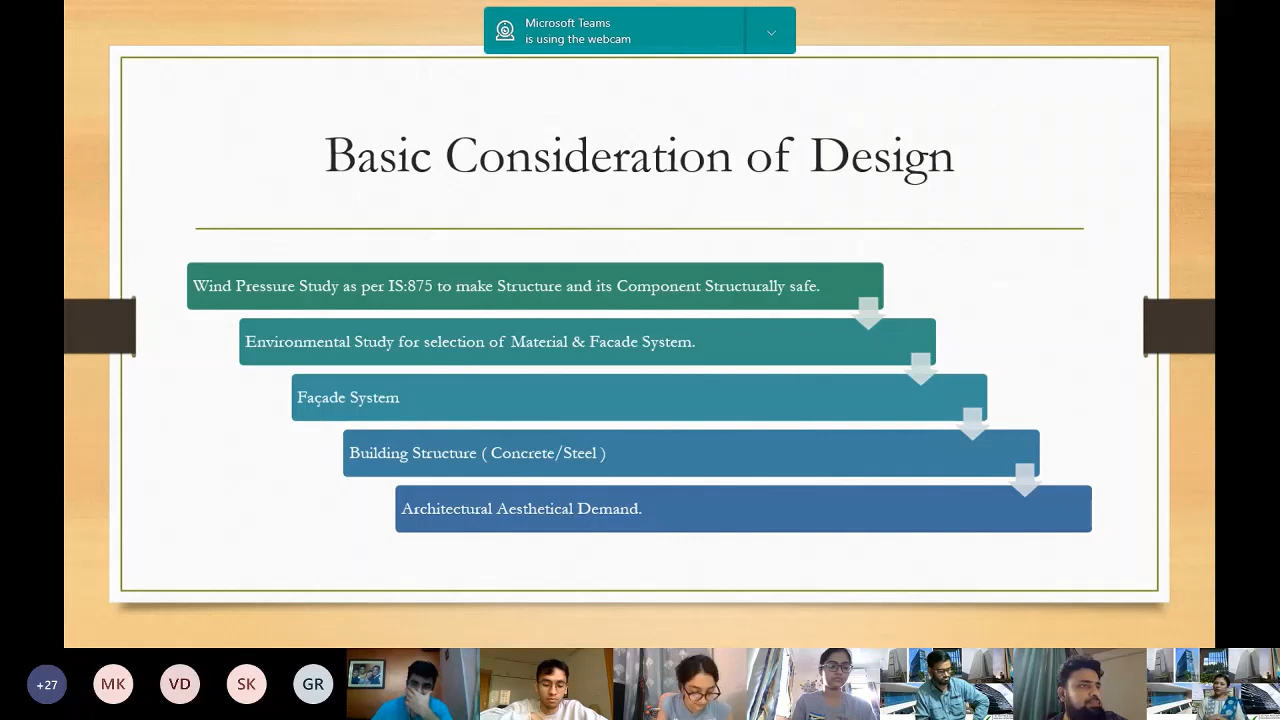 Microsoft Teams
is using the webcam
Basic Consideration of Design
Wind Pressure Study as per IS:875 to make Structure and its Component Structurally safe.
Environmental Study for selection of Material & Facade System.
Façade System
Building Structure ( Concrete/Steel )
Architectural Aesthetical Demand.
+27
MK
VD
SK
GR